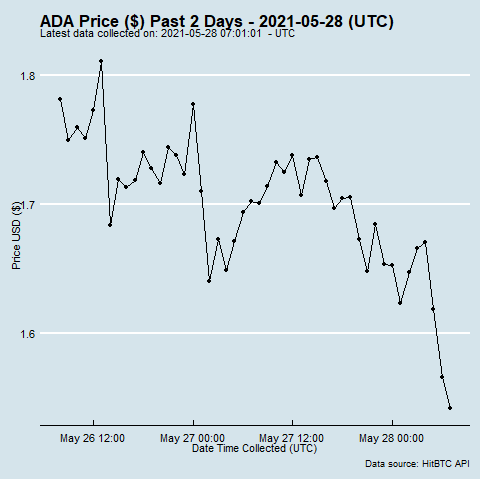 ADA Price ($) Past 2 Days - 2021-05-28 (UTC)
Latest data collected on: 2021-05-28 07:01:01  - UTC
1.8
1.7
1.6
Price USD ($)
May 26 12:00
May 27 00:00
May 27 12:00
May 28 00:00
Date Time Collected (UTC)
Data source: HitBTC API